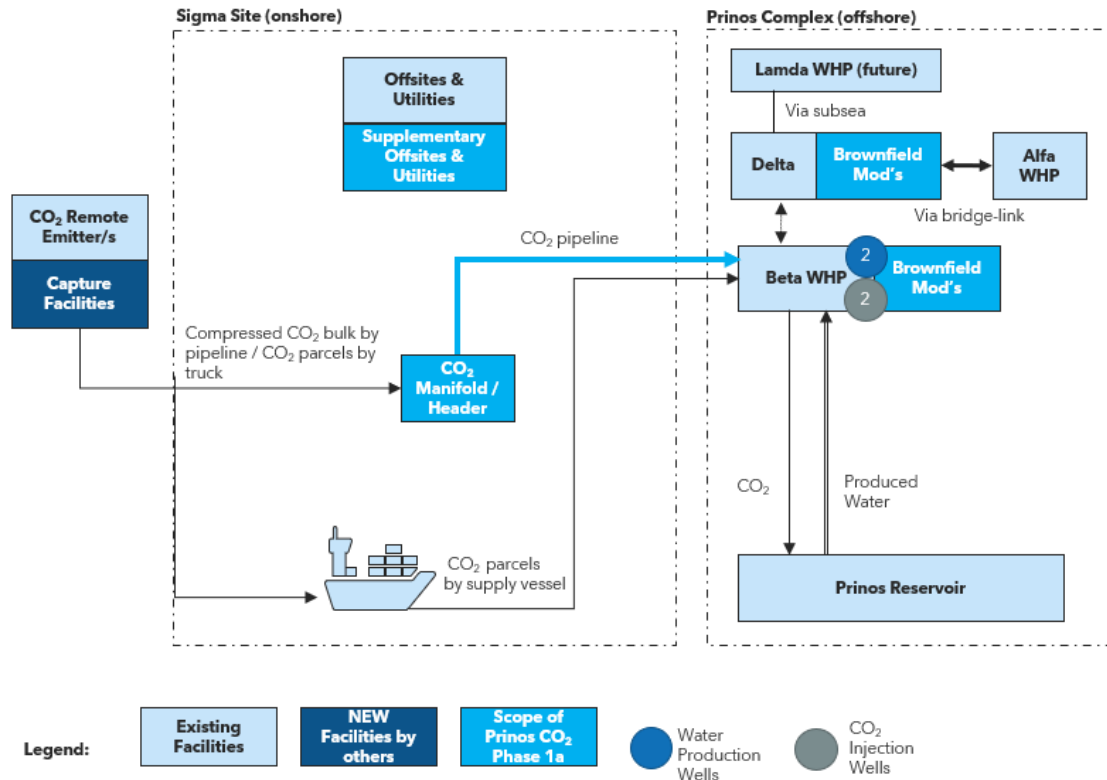 Sigma Site (onshore)
Prinos Complex (offshore)
Offsites &
Utilities
Supplementary
Offsites &
Utilities
Lamda WHP (future)
Via subsea
Delta
Brownfield
Mod's
Alfa
WHP
Via bridge-link
CO₂ Remote
Emitter/s
Capture
Facilities
CO₂ pipeline
Beta WHP
2
2
Brownfield
Mod's
Compressed CO₂ bulk by
pipeline / CO₂ parcels by
truck
CO₂
Manifold /
Header
CO₂
Produced
Water
CO₂ parcels
by supply vessel
Prinos Reservoir
Legend:
Existing
Facilities
NEW
Facilities by
others
Scope of
Prinos CO₂
Phase 1a
Water
Production
Wells
CO₂
Injection
Wells